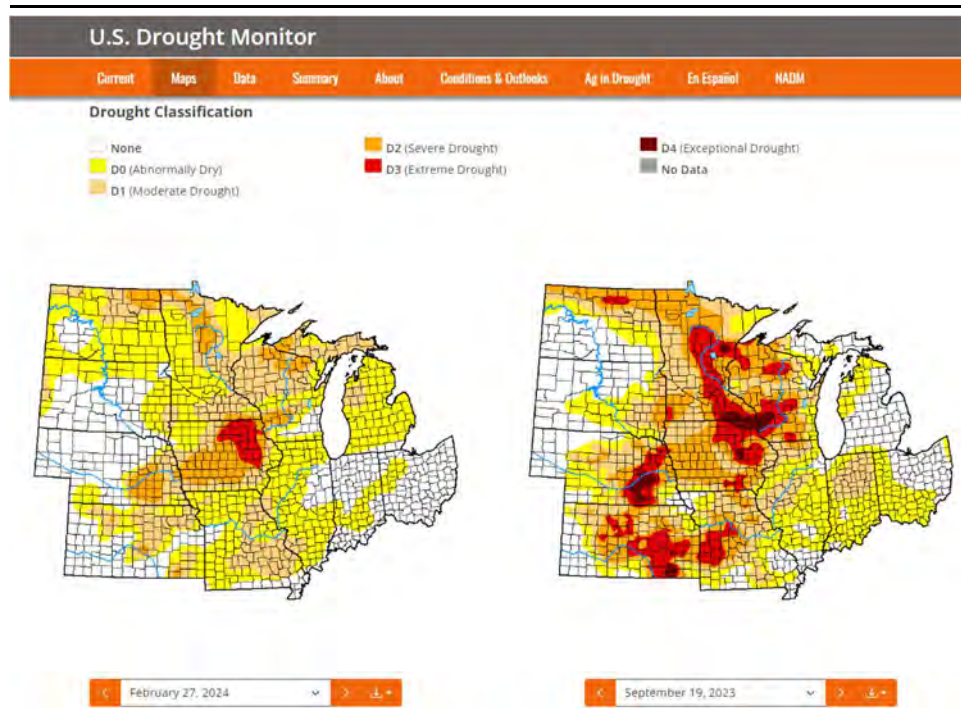 U.S. Drought Monitor
Current Maps Data Summary About Conditions & Outlooks Ag in Drought En Español NADM
Drought Classification
None
D0 (Abnormally Dry)
D1 (Moderate Drought)
D2 (Severe Drought)
D3 (Extreme Drought)
D4 (Exceptional Drought)
No Data
February 27, 2024
September 19, 2023